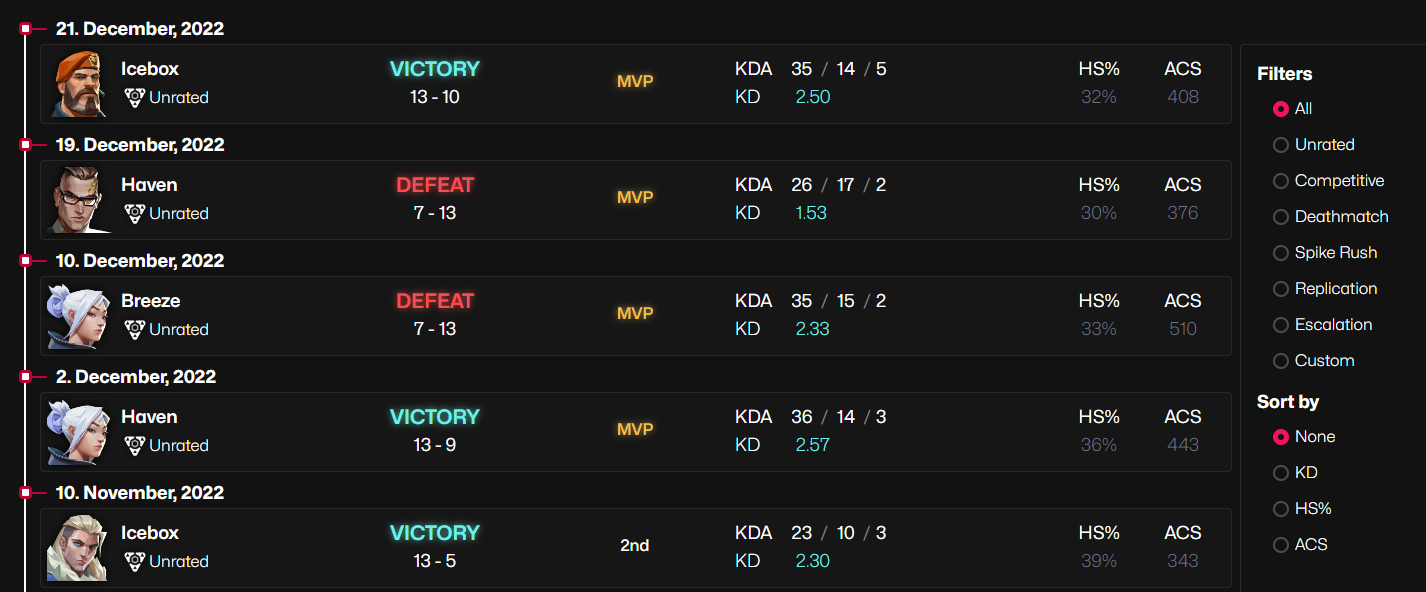 21. December, 2022
Icebox VICTORY MVP KDA 35 / 14 / 5 HS% ACS
Unrated 13 - 10 KD 2.50 32% 408
19. December, 2022
Haven DEFEAT MVP KDA 26 / 17 / 2 HS% ACS
Unrated 7 - 13 KD 1.53 30% 376
10. December, 2022
Breeze DEFEAT MVP KDA 35 / 15 / 2 HS% ACS
Unrated 7 - 13 KD 2.33 33% 510
2. December, 2022
Haven VICTORY MVP KDA 36 / 14 / 3 HS% ACS
Unrated 13 - 9 KD 2.57 36% 443
10. November, 2022
Icebox VICTORY 2nd KDA 23 / 10 / 3 HS% ACS
Unrated 13 - 5 KD 2.30 39% 343
Filters
All
Unrated
Competitive
Deathmatch
Spike Rush
Replication
Escalation
Custom
Sort by
None
KD
HS%
ACS